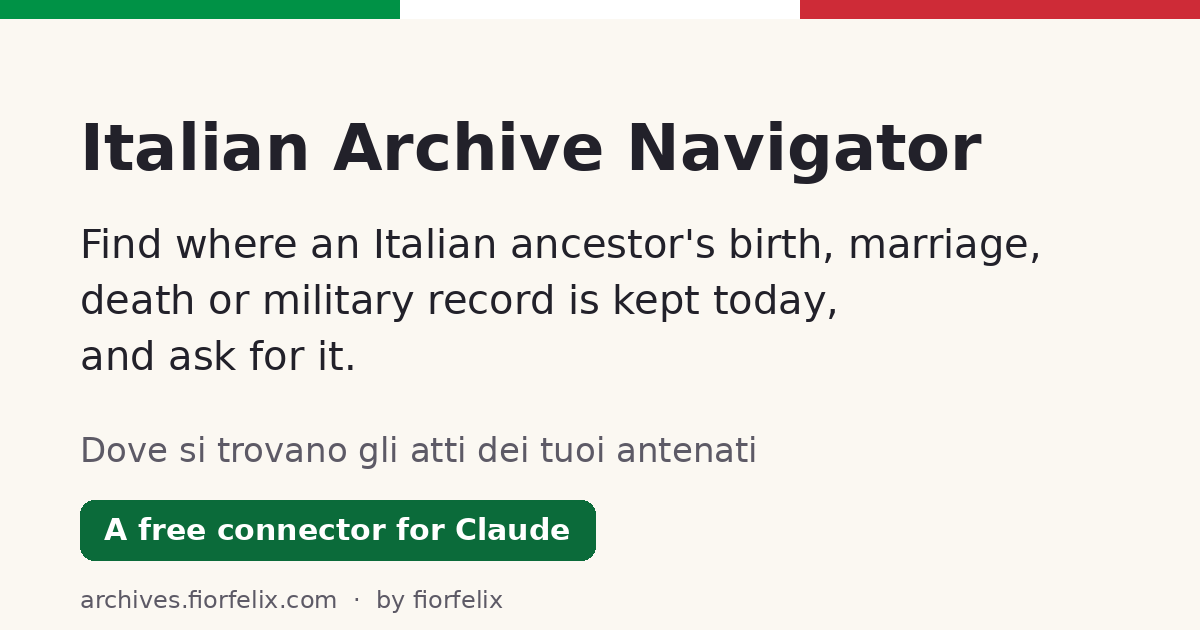 Italian Archive Navigator
Find where an Italian ancestor's birth, marriage,
death or military record is kept today,
and ask for it.
Dove si trovano gli atti dei tuoi antenati
A free connector for Claude
archives.fiorfelix.com · by fiorfelix